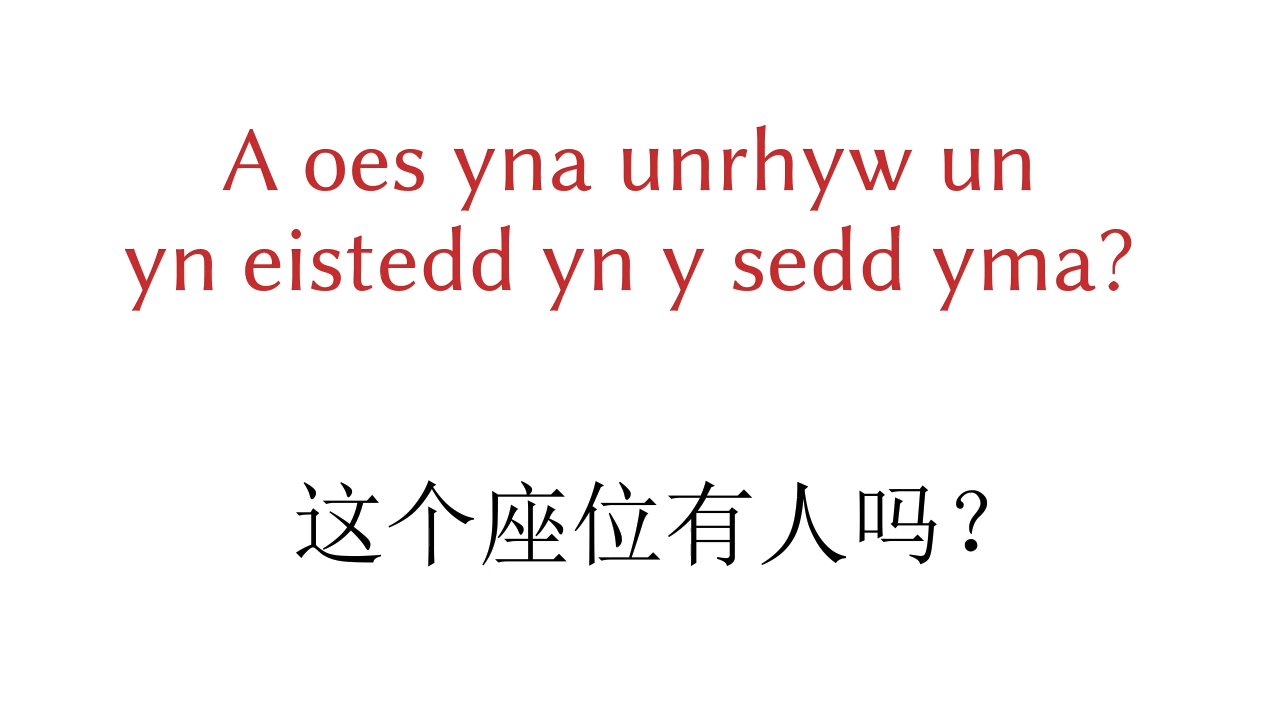 A oes yna unrhyw un
yn eistedd yn y sedd yma?
这个座位有人吗？